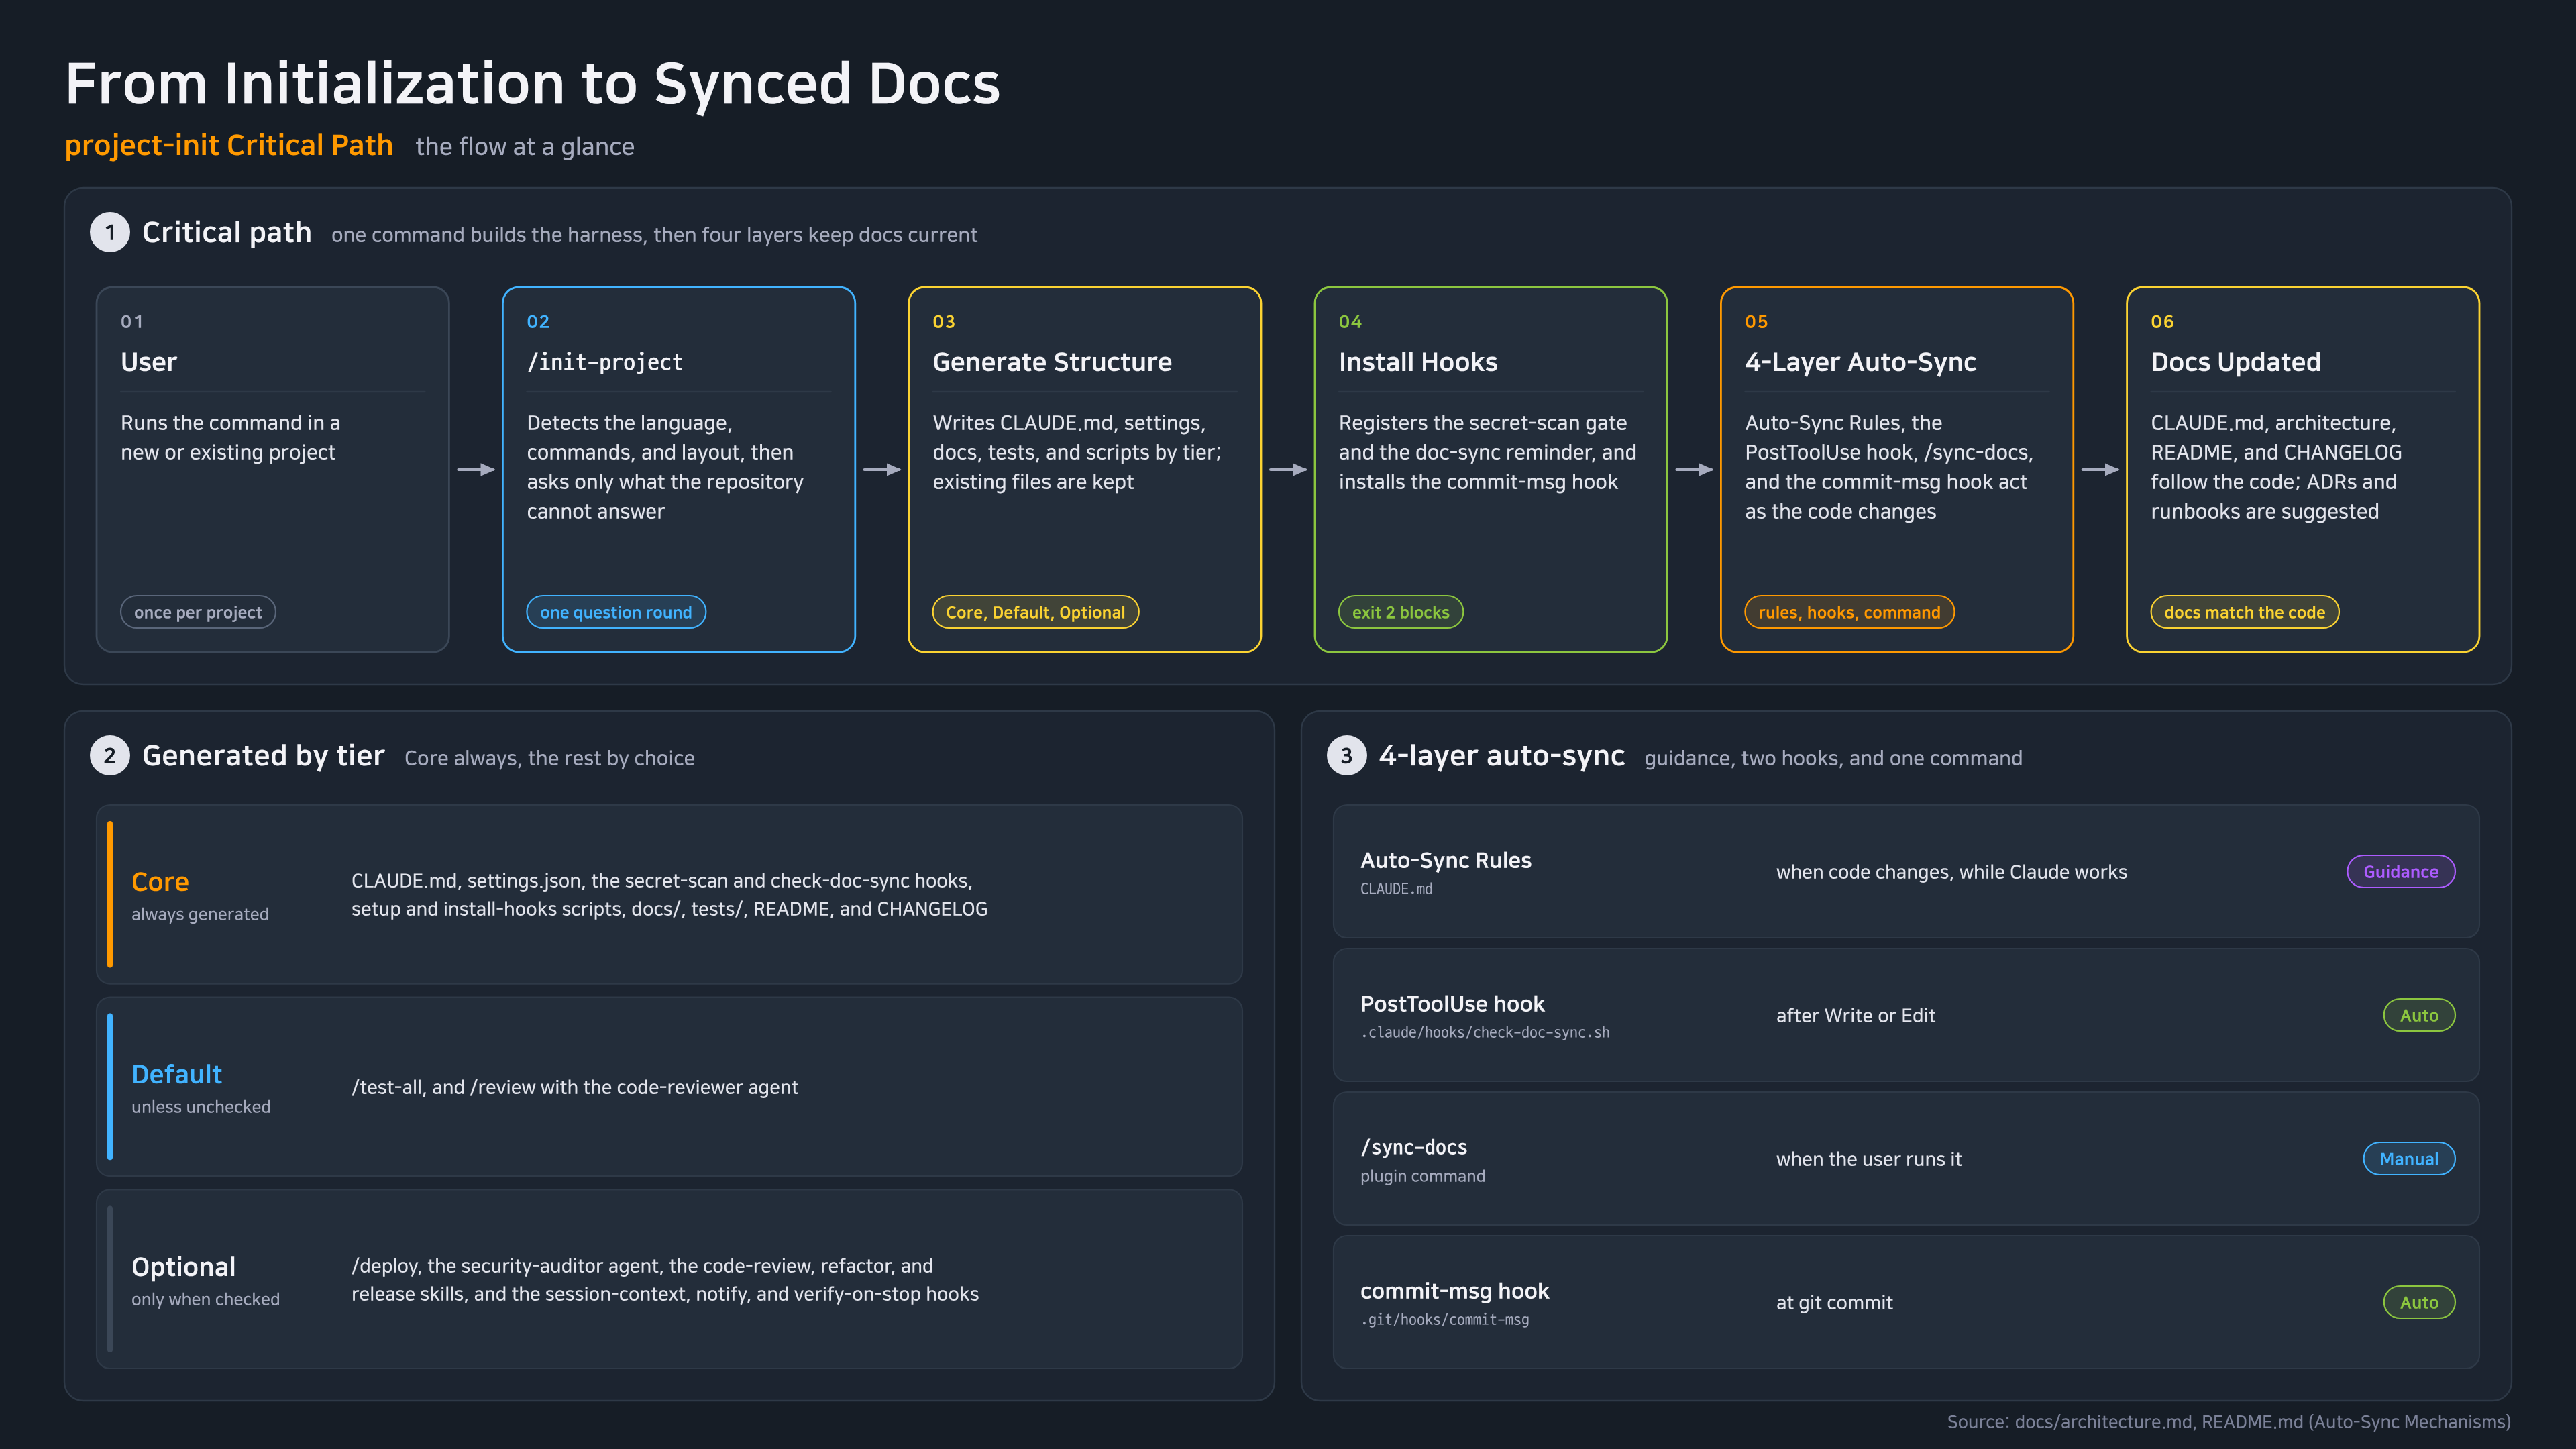 From Initialization to Synced Docs
project-init Critical Path the flow at a glance
1 Critical path one command builds the harness, then four layers keep docs current
01
User
Runs the command in a
new or existing project
once per project
02
/init-project
Detects the language,
commands, and layout, then
asks only what the repository
cannot answer
one question round
03
Generate Structure
Writes CLAUDE.md, settings,
docs, tests, and scripts by tier;
existing files are kept
Core, Default, Optional
04
Install Hooks
Registers the secret-scan gate
and the doc-sync reminder, and
installs the commit-msg hook
exit 2 blocks
05
4-Layer Auto-Sync
Auto-Sync Rules, the
PostToolUse hook, /sync-docs,
and the commit-msg hook act
as the code changes
rules, hooks, command
06
Docs Updated
CLAUDE.md, architecture,
README, and CHANGELOG
follow the code; ADRs and
runbooks are suggested
docs match the code
2 Generated by tier Core always, the rest by choice
Core
always generated
CLAUDE.md, settings.json, the secret-scan and check-doc-sync hooks,
setup and install-hooks scripts, docs/, tests/, README, and CHANGELOG
Default
unless unchecked
/test-all, and /review with the code-reviewer agent
Optional
only when checked
/deploy, the security-auditor agent, the code-review, refactor, and
release skills, and the session-context, notify, and verify-on-stop hooks
3 4-layer auto-sync guidance, two hooks, and one command
Auto-Sync Rules
CLAUDE.md
when code changes, while Claude works
Guidance
PostToolUse hook
.claude/hooks/check-doc-sync.sh
after Write or Edit
Auto
/sync-docs
plugin command
when the user runs it
Manual
commit-msg hook
.git/hooks/commit-msg
at git commit
Auto
Source: docs/architecture.md, README.md (Auto-Sync Mechanisms)